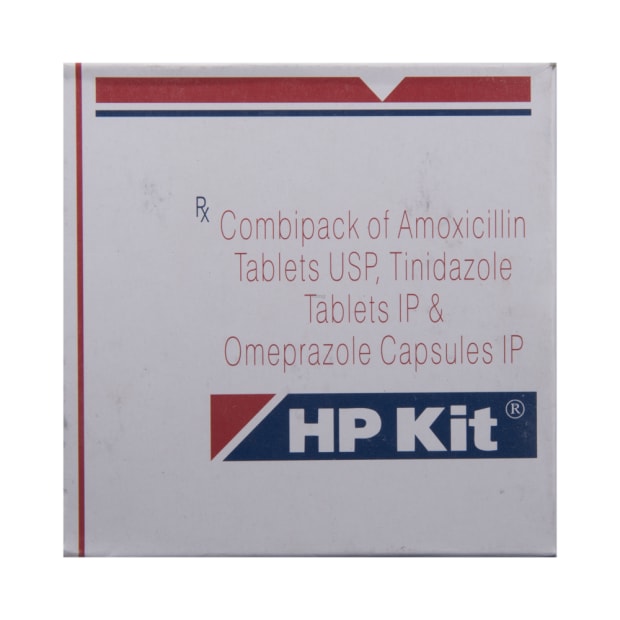 Rx Combipack of Amoxicillin
Tablets USP, Tinidazole
Tablets IP &
Omeprazole Capsules IP
HP Kit®